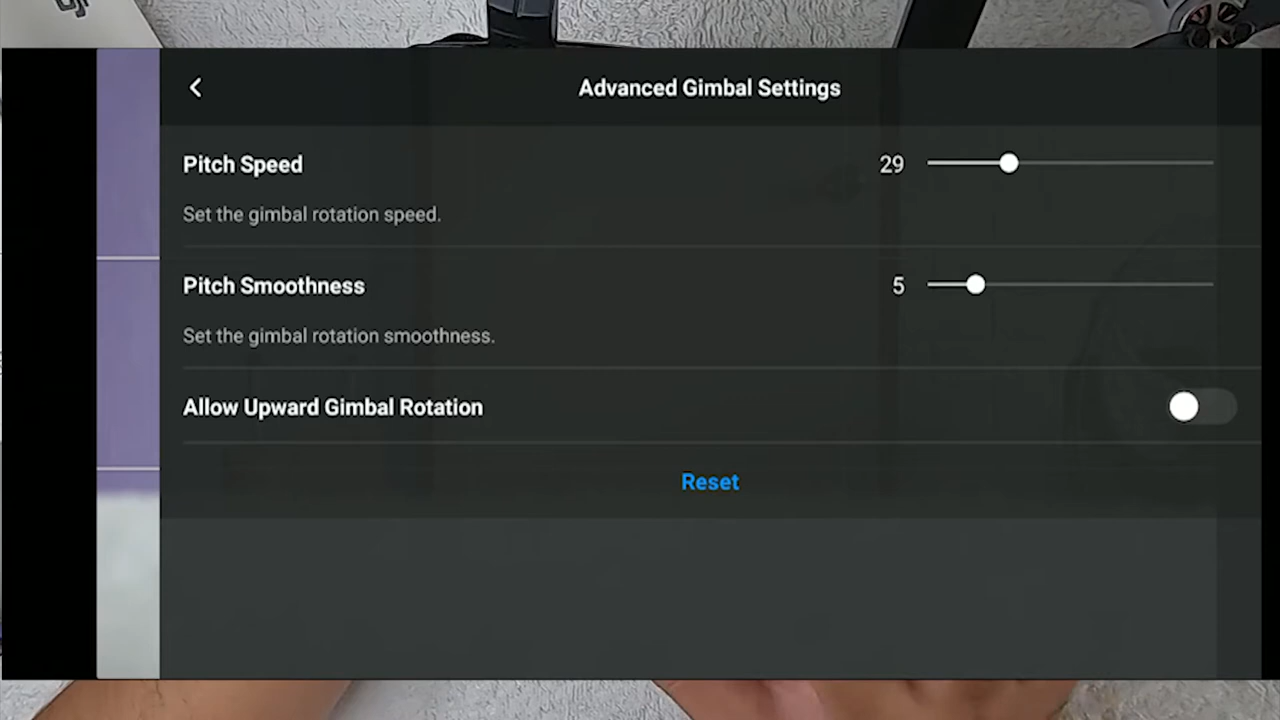 Advanced Gimbal Settings
Pitch Speed 29
Set the gimbal rotation speed.
Pitch Smoothness 5
Set the gimbal rotation smoothness.
Allow Upward Gimbal Rotation
Reset